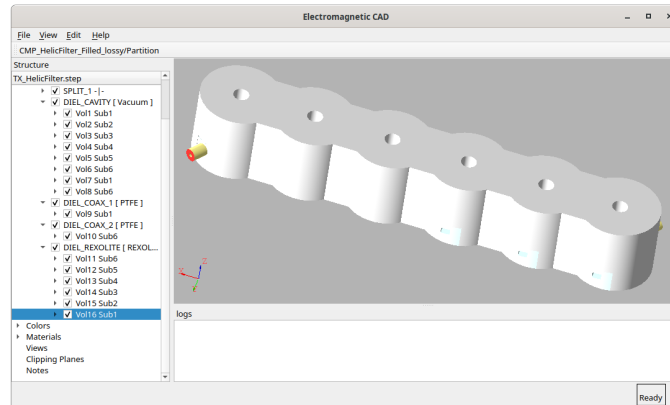 Electromagnetic CAD
File View Edit Help
CMP_HelicFilter_Filled_lossy/Partition
Structure
TX_HelicFilter.step
SPLIT_1 -|-
DIEL_CAVITY [ Vacuum ]
Vol1 Sub1
Vol2 Sub2
Vol3 Sub3
Vol4 Sub4
Vol5 Sub5
Vol6 Sub6
Vol7 Sub1
Vol8 Sub6
DIEL_COAX_1 [ PTFE ]
Vol9 Sub1
DIEL_COAX_2 [ PTFE ]
Vol10 Sub6
DIEL_REXOLITE [ REXOL...
Vol11 Sub6
Vol12 Sub5
Vol13 Sub4
Vol14 Sub3
Vol15 Sub2
Vol16 Sub1
Colors
Materials
Views
Clipping Planes
Notes
logs
Ready